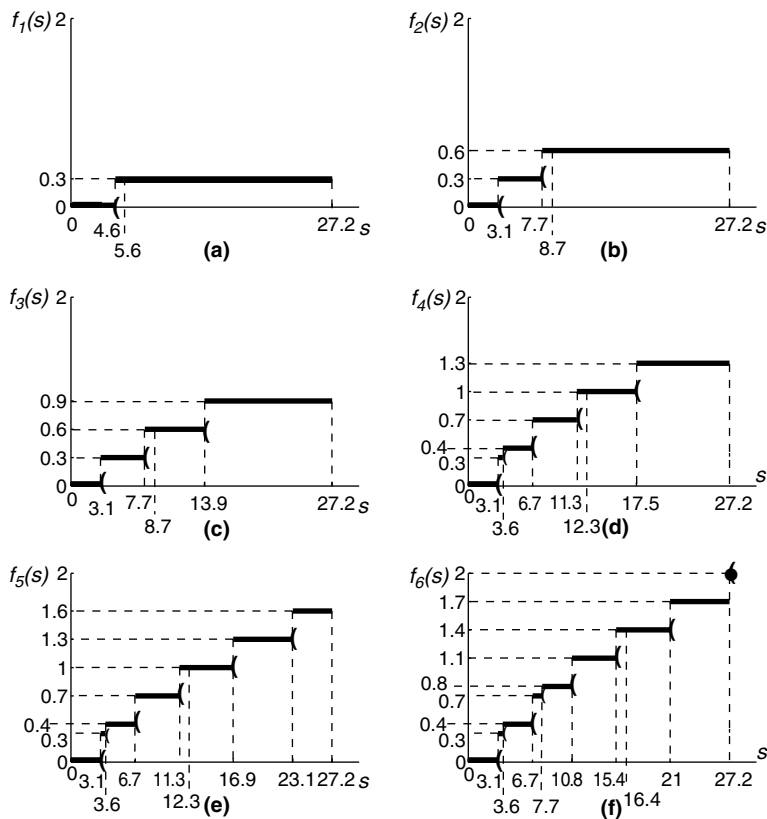 f1(s) 2
0.3
0
0 4.6 27.2 s
5.6
(a)
f2(s) 2
0.6
0.3
0
0 7.7 27.2 s
3.1 8.7
(b)
f3(s) 2
0.9
0.6
0.3
0
0 3.1 7.7 13.9 27.2 s
8.7
(c)
f4(s) 2
1.3
1
0.7
0.4
0.3
0
3.1 6.7 11.3 17.5 27.2 s
3.6 12.3
(d)
f5(s) 2
1.6
1.3
1
0.7
0.4
0.3
0
3.1 6.7 11.3 16.9 23.1 27.2 s
3.6 12.3
(e)
f6(s) 2
1.7
1.4
1.1
0.8
0.7
0.4
0.3
0
3.1 6.7 10.8 15.4 21 27.2 s
3.6 7.7 16.4
(f)